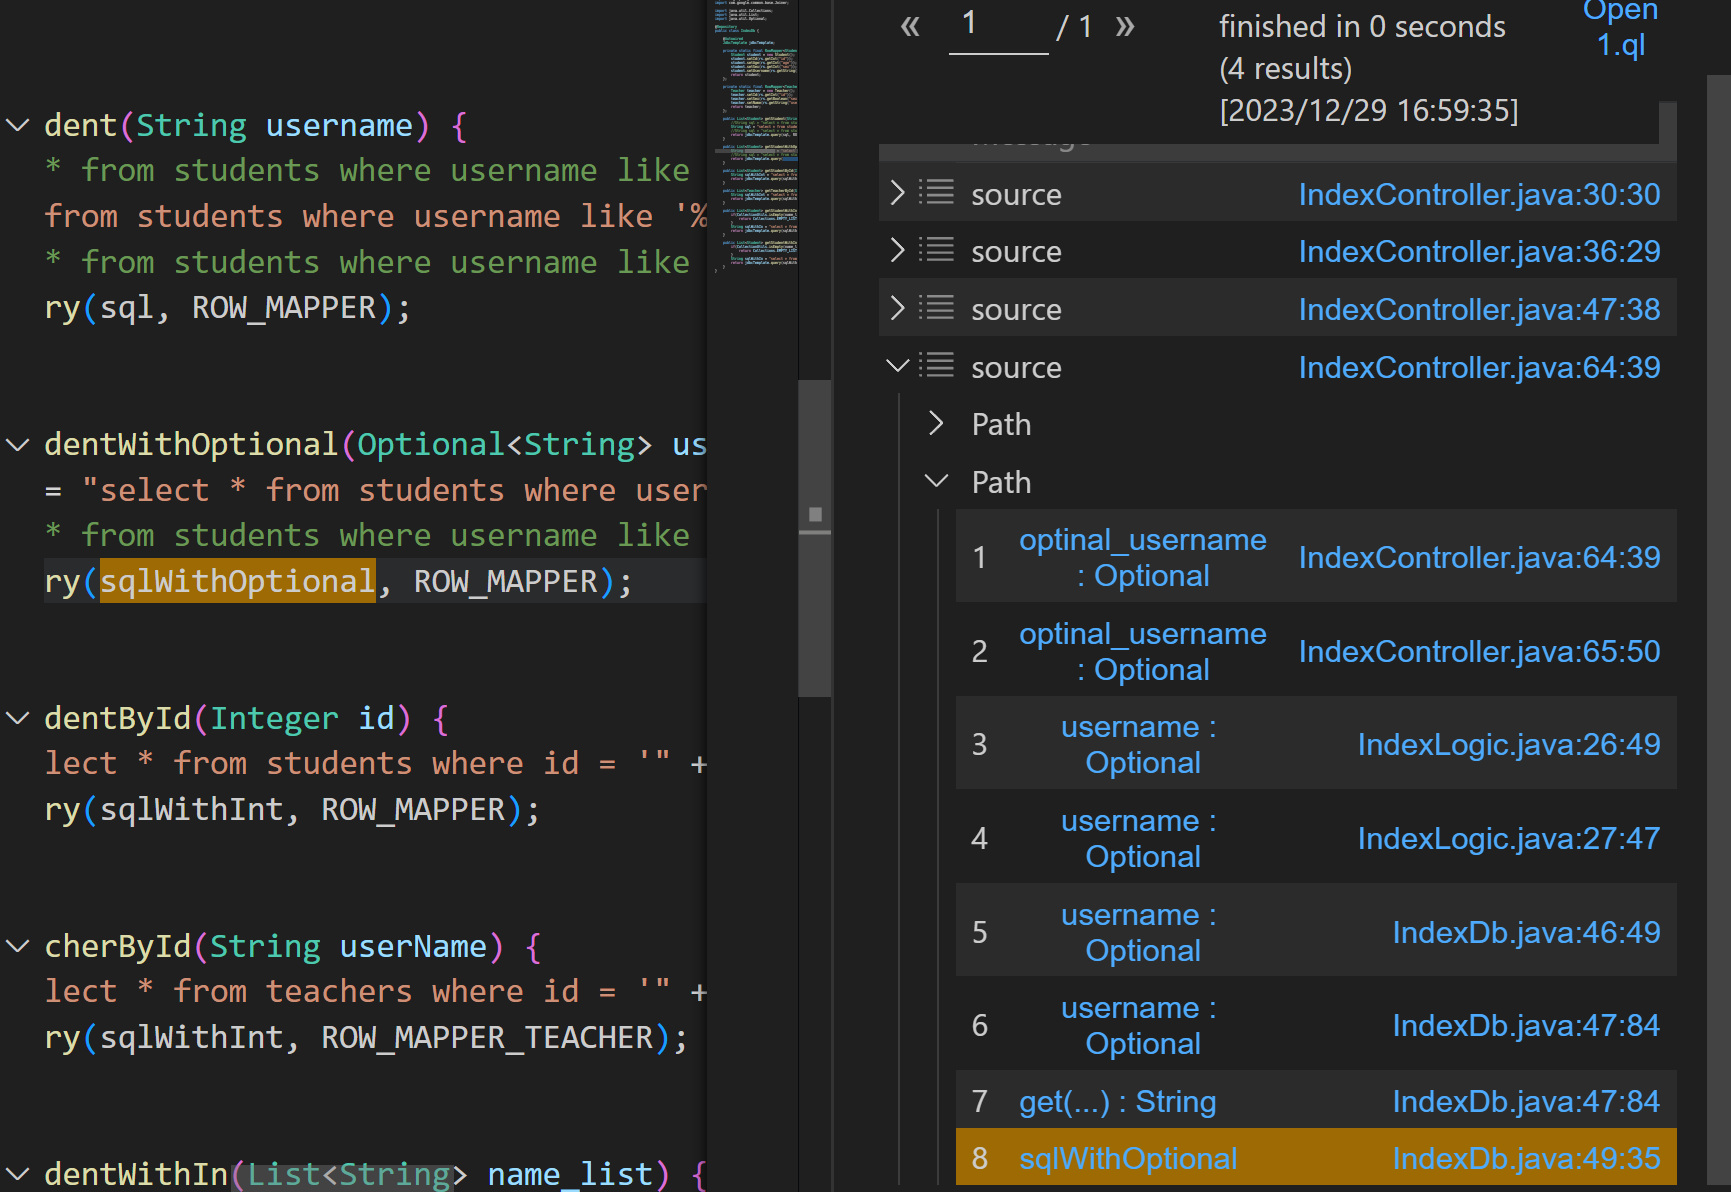 dent(String username) {
* from students where username like
from students where username like '%
* from students where username like
ry(sql, ROW_MAPPER);
dentWithOptional(Optional<String> us
= "select * from students where user
* from students where username like
ry(sqlWithOptional, ROW_MAPPER);
dentById(Integer id) {
lect * from students where id = '" +
ry(sqlWithInt, ROW_MAPPER);
cherById(String userName) {
lect * from teachers where id = '" +
ry(sqlWithInt, ROW_MAPPER_TEACHER);
dentWithIn(List<String> name_list) {
« 1 / 1 »
finished in 0 seconds
(4 results)
[2023/12/29 16:59:35]
Open
1.ql
message
source IndexController.java:30:30
source IndexController.java:36:29
source IndexController.java:47:38
source IndexController.java:64:39
Path
Path
1 optinal_username : Optional IndexController.java:64:39
2 optinal_username : Optional IndexController.java:65:50
3 username : Optional IndexLogic.java:26:49
4 username : Optional IndexLogic.java:27:47
5 username : Optional IndexDb.java:46:49
6 username : Optional IndexDb.java:47:84
7 get(...) : String IndexDb.java:47:84
8 sqlWithOptional IndexDb.java:49:35